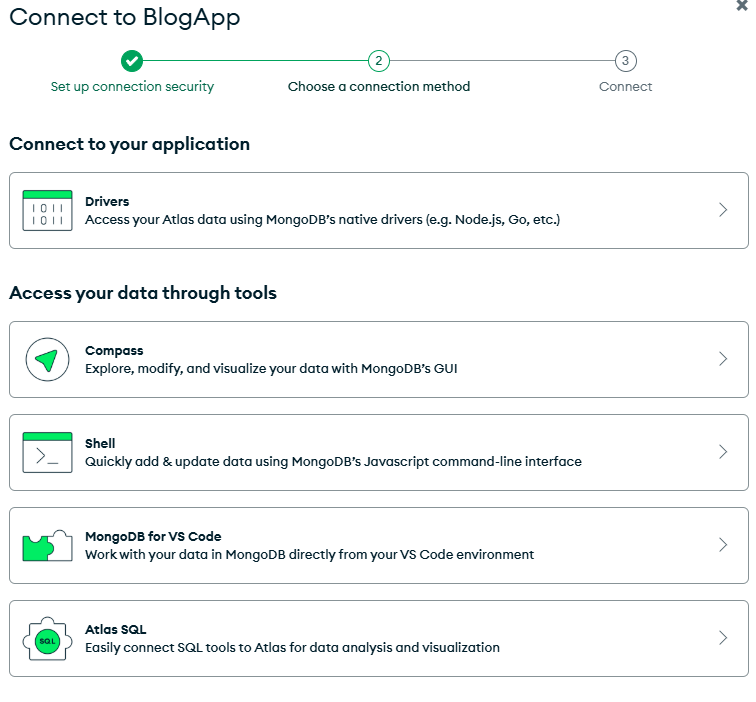 Connect to BlogApp
2
3
Set up connection security
Choose a connection method
Connect
Connect to your application
Drivers
Access your Atlas data using MongoDB's native drivers (e.g. Node.js, Go, etc.)
1011
1011
Access your data through tools
Compass
Explore, modify, and visualize your data with MongoDB's GUI
Shell
Quickly add & update data using MongoDB's Javascript command-line interface
>_
MongoDB for VS Code
Work with your data in MongoDB directly from your VS Code environment
Atlas SQL
Easily connect SQL tools to Atlas for data analysis and visualization
SQL